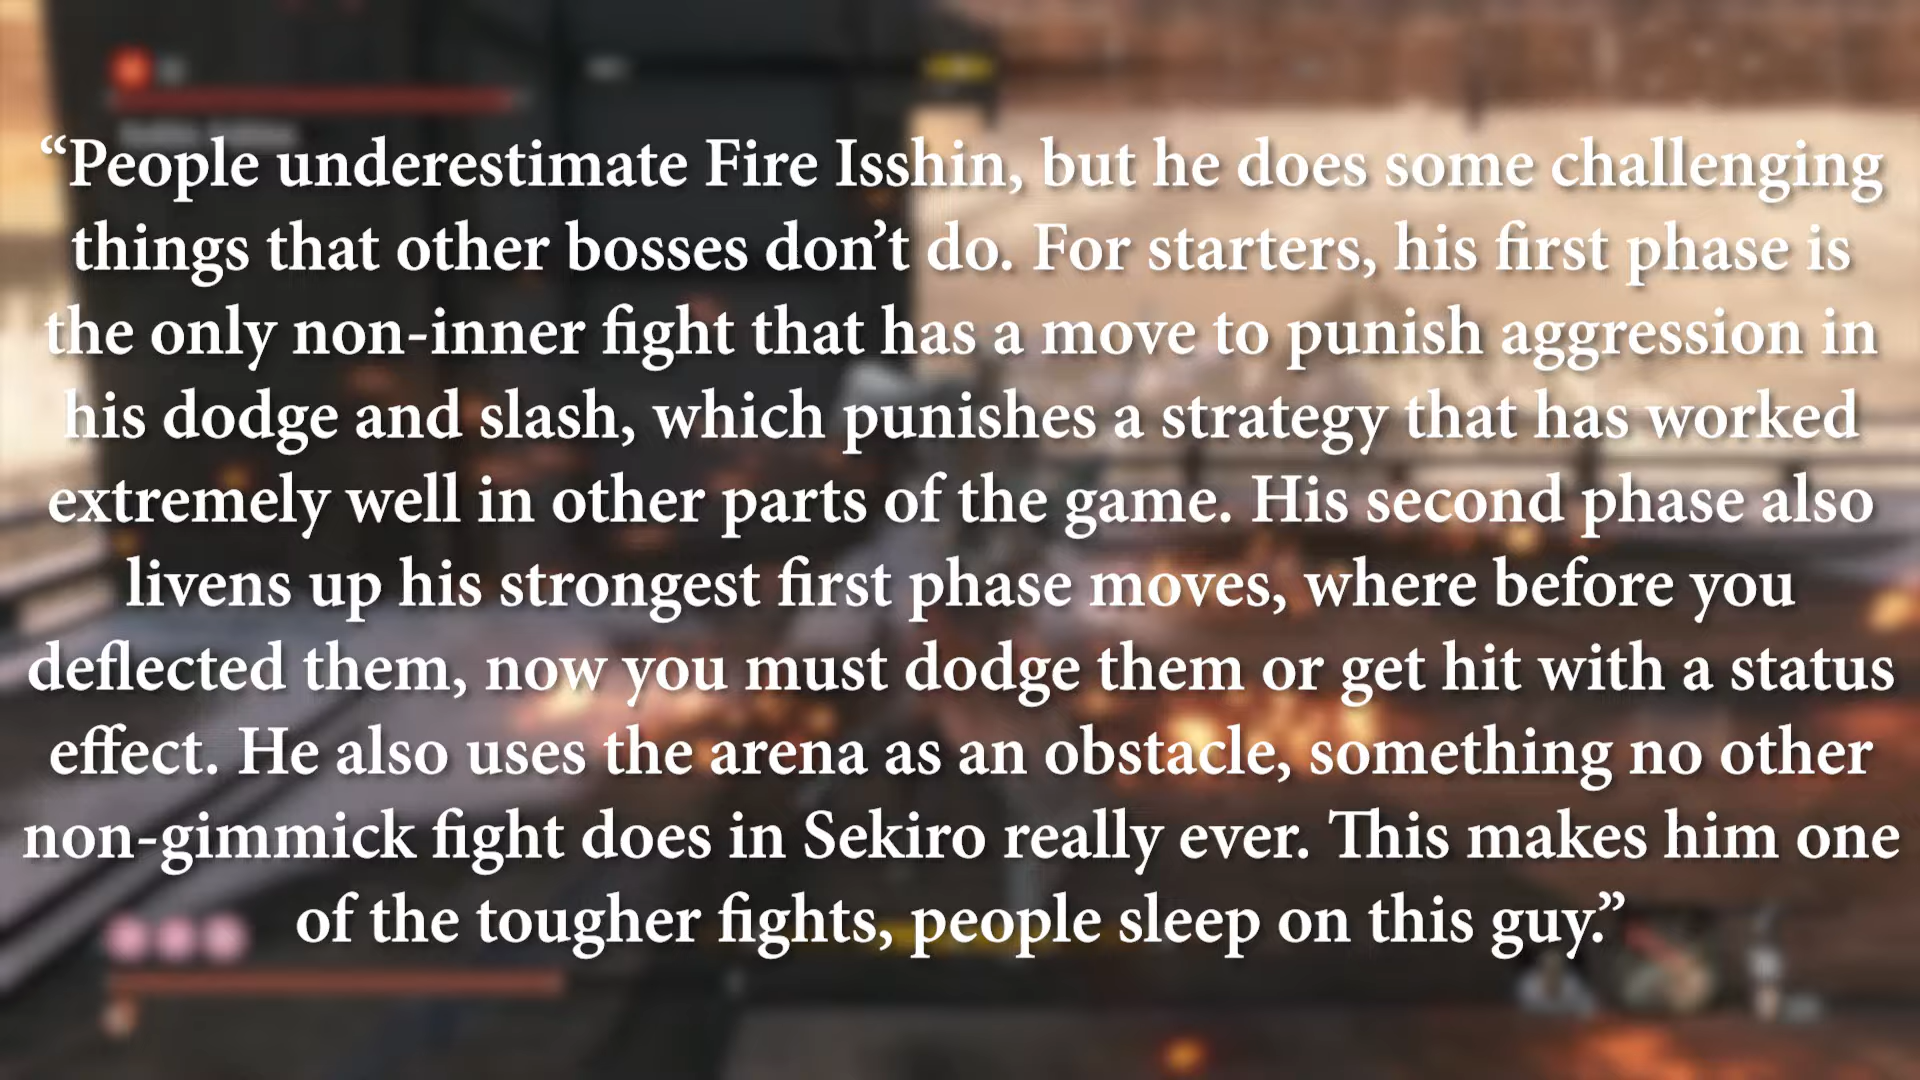 “People underestimate Fire Isshin, but he does some challenging
things that other bosses don’t do. For starters, his first phase is
the only non-inner fight that has a move to punish aggression in
his dodge and slash, which punishes a strategy that has worked
extremely well in other parts of the game. His second phase also
livens up his strongest first phase moves, where before you
deflected them, now you must dodge them or get hit with a status
effect. He also uses the arena as an obstacle, something no other
non-gimmick fight does in Sekiro really ever. This makes him one
of the tougher fights, people sleep on this guy.”